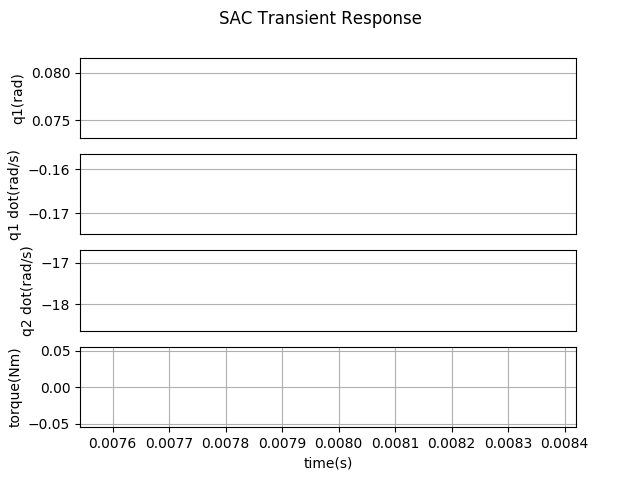 SAC Transient Response
q1(rad)
0.080
0.075
q1 dot(rad/s)
−0.16
−0.17
q2 dot(rad/s)
−17
−18
torque(Nm)
0.05
0.00
−0.05
0.0076 0.0077 0.0078 0.0079 0.0080 0.0081 0.0082 0.0083 0.0084
time(s)